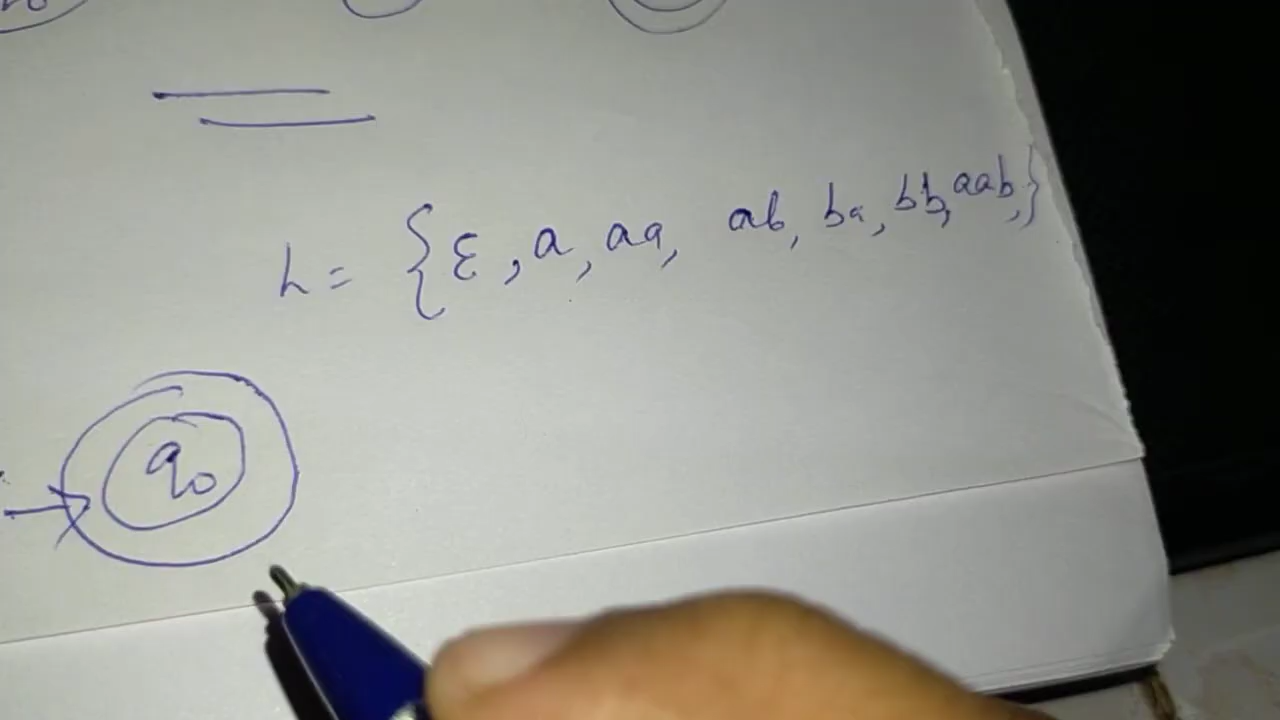 L = {ε, a, aa, ab, ba, bb, aab, }
q0